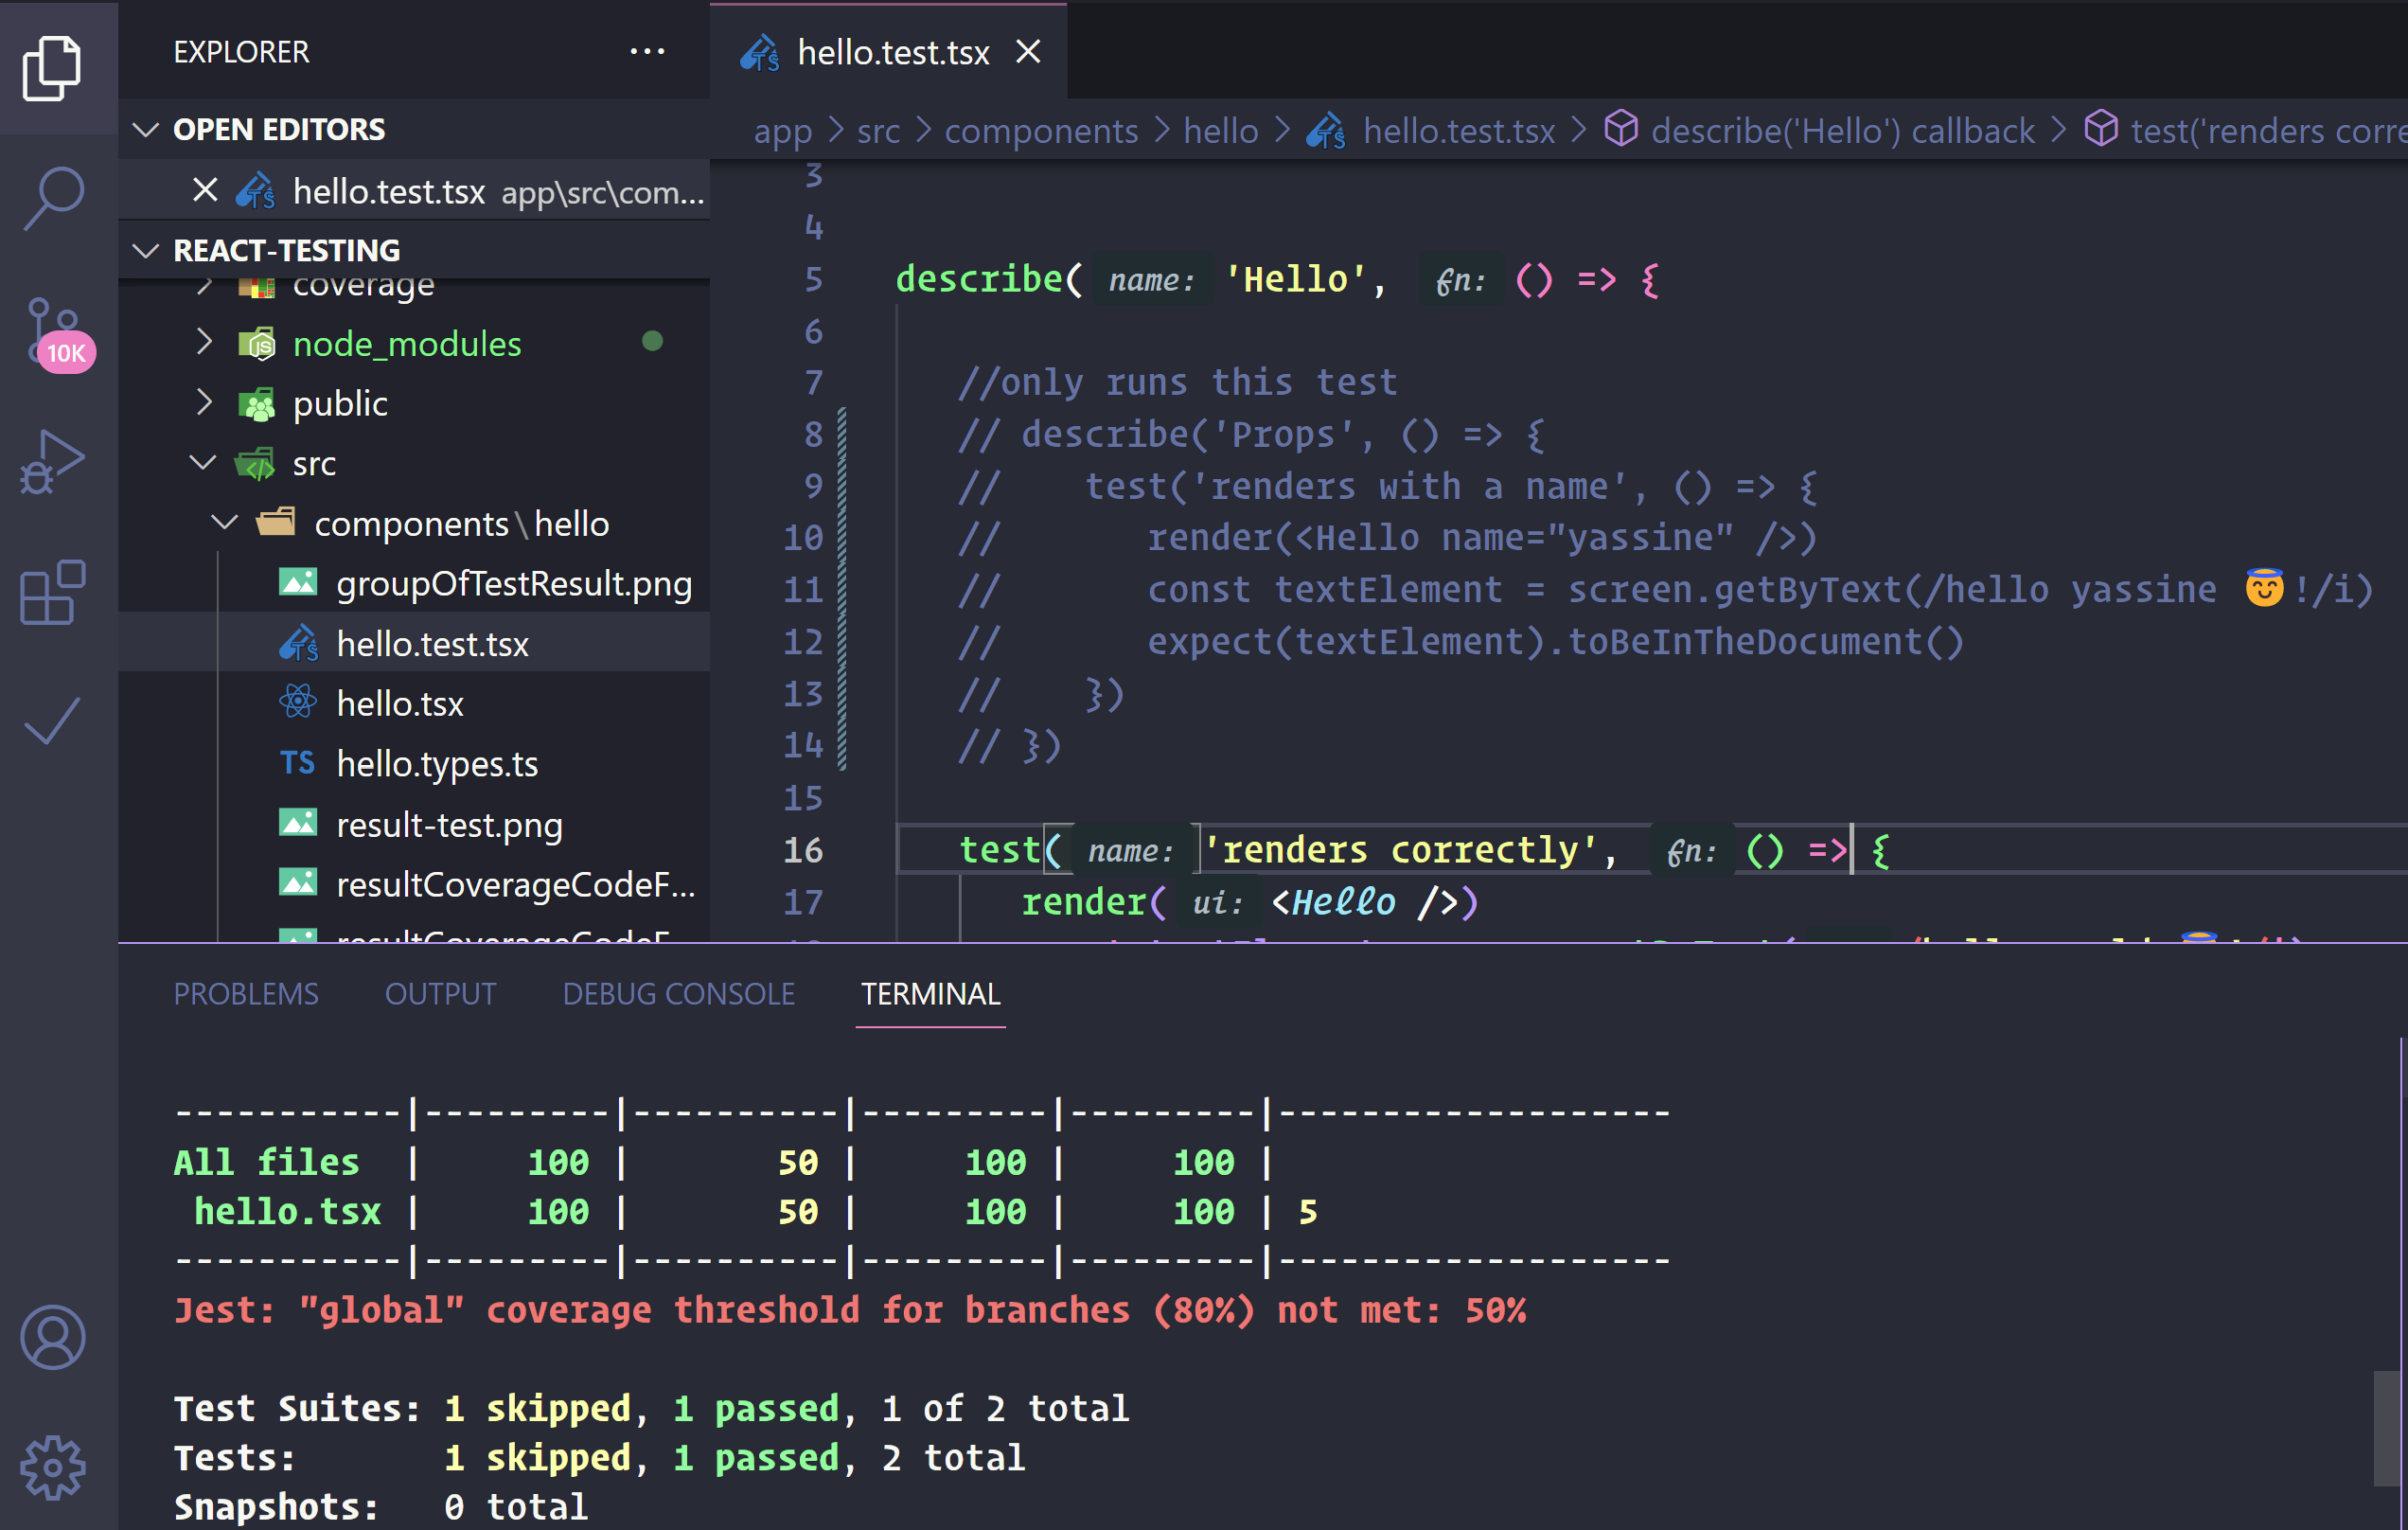 EXPLORER ...
hello.test.tsx
OPEN EDITORS
hello.test.tsx app\src\com...
REACT-TESTING
coverage
node_modules
public
src
components\hello
groupOfTestResult.png
hello.test.tsx
hello.tsx
TS hello.types.ts
result-test.png
resultCoverageCodeF...
resultCoverageCodeF
10K
app > src > components > hello > hello.test.tsx > describe('Hello') callback > test('renders corre
3
4
5 describe( name: 'Hello', fn: () => {
6
7 //only runs this test
8 // describe('Props', () => {
9 //    test('renders with a name', () => {
10 //       render(<Hello name="yassine" />)
11 //       const textElement = screen.getByText(/hello yassine 😇!/i)
12 //       expect(textElement).toBeInTheDocument()
13 //    })
14 // })
15
16 test( name: 'renders correctly', fn: () => {
17 render( ui: <Hello />)
PROBLEMS OUTPUT DEBUG CONSOLE TERMINAL
-----------|---------|----------|---------|---------|-------------------
All files  |     100 |       50 |     100 |     100 |
 hello.tsx |     100 |       50 |     100 |     100 | 5
-----------|---------|----------|---------|---------|-------------------
Jest: "global" coverage threshold for branches (80%) not met: 50%
Test Suites: 1 skipped, 1 passed, 1 of 2 total
Tests:       1 skipped, 1 passed, 2 total
Snapshots:   0 total